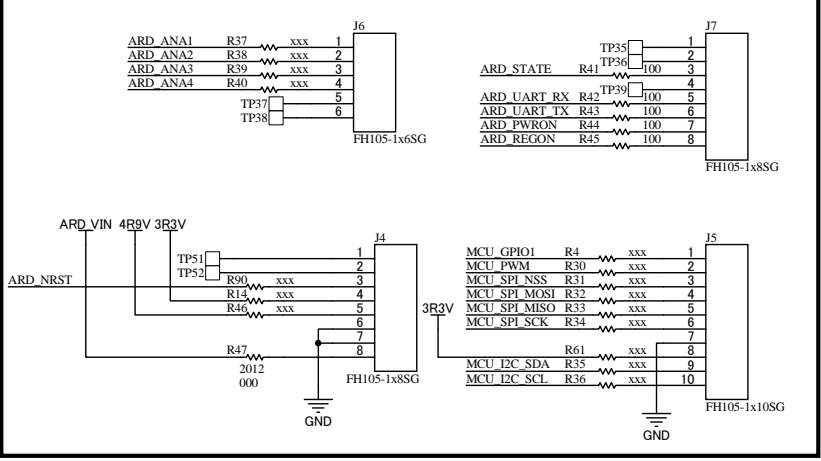 J6
ARD_ANA1 R37 xxx 1
ARD_ANA2 R38 xxx 2
ARD_ANA3 R39 xxx 3
ARD_ANA4 R40 xxx 4
TP37 5
TP38 6
FH105-1x6SG
J7
TP35 1
TP36 2
ARD_STATE R41 100 3
TP39 4
ARD_UART_RX R42 100 5
ARD_UART_TX R43 100 6
ARD_PWRON R44 100 7
ARD_REGON R45 100 8
FH105-1x8SG
ARD_VIN 4R9V 3R3V
J4
TP51 1
TP52 2
ARD_NRST R90 xxx 3
R14 xxx 4
R46 xxx 5
6
7
R47 8
2012
000
FH105-1x8SG
GND
J5
MCU_GPIO1 R4 xxx 1
MCU_PWM R30 xxx 2
MCU_SPI_NSS R31 xxx 3
MCU_SPI_MOSI R32 xxx 4
3R3V MCU_SPI_MISO R33 xxx 5
MCU_SPI_SCK R34 xxx 6
7
R61 xxx 8
MCU_I2C_SDA R35 xxx 9
MCU_I2C_SCL R36 xxx 10
FH105-1x10SG
GND